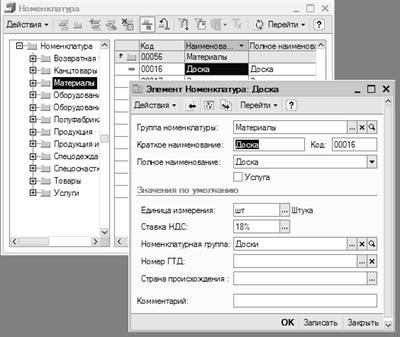 Номенклатура
Действия Перейти ?
Номенклатура
Возвратная
Канцтовары
Материалы
Оборудовани
Оборудовани
Полуфабрика
Продукция
Продукция и
Спецодежда
Спецоснастк
Товары
Услуги
Код Наименова... Полное наименова
00056 Материалы
00016 Доска Доска
Элемент Номенклатура: Доска
Действия Перейти ?
Группа номенклатуры: Материалы ... x
Краткое наименование: Доска Код: 00016
Полное наименование: Доска
Услуга
Значения по умолчанию
Единица измерения: шт ... Штука
Ставка НДС: 18% ...
Номенклатурная группа: Доски ... x
Номер ГТД: ... x
Страна происхождения : ... x
Комментарий:
OK Записать Закрыть